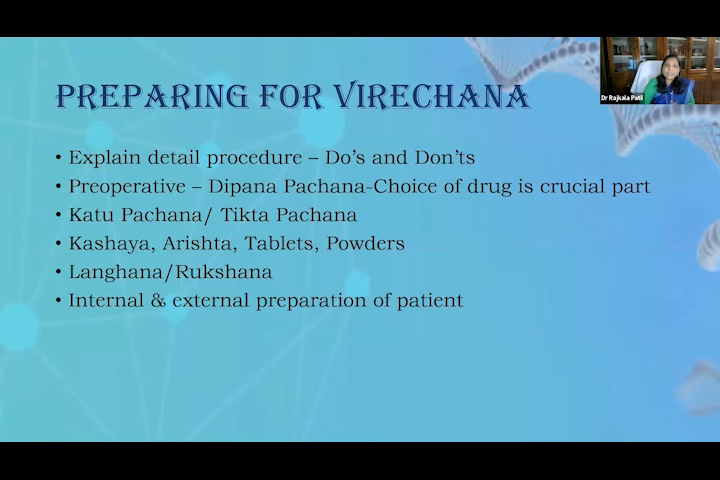 PREPARING FOR VIRECHANA
• Explain detail procedure – Do's and Don'ts
• Preoperative – Dipana Pachana-Choice of drug is crucial part
• Katu Pachana/ Tikta Pachana
• Kashaya, Arishta, Tablets, Powders
• Langhana/Rukshana
• Internal & external preparation of patient
Dr Rajkala Patil